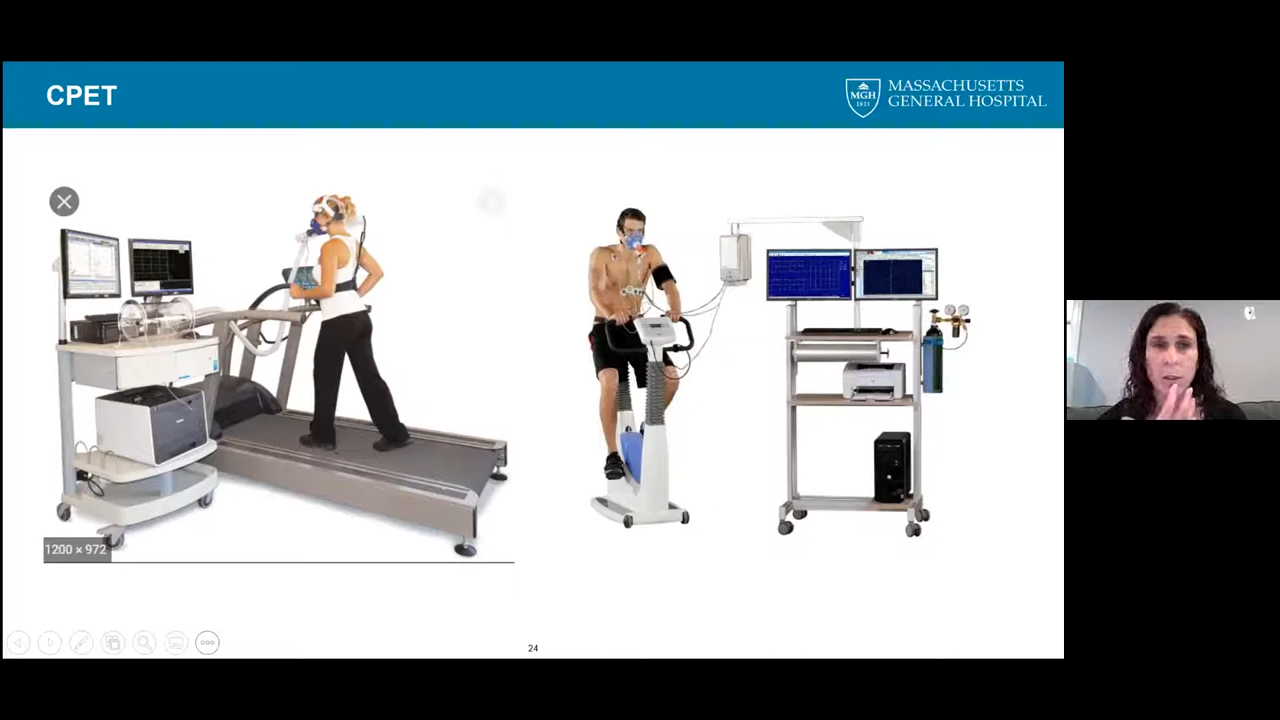 CPET
MGH
1811
MASSACHUSETTS
GENERAL HOSPITAL
1200 × 972
24